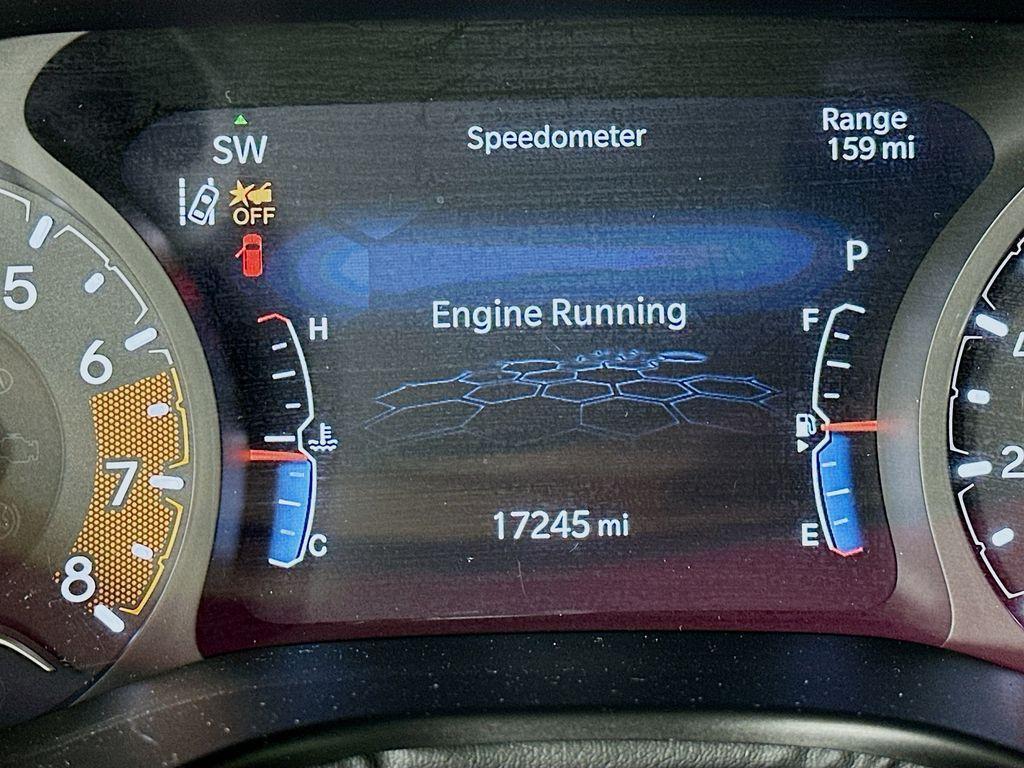 SW
Speedometer
Range
159 mi
OFF
P
Engine Running
H
F
C
E
17245 mi
5
6
7
8
2